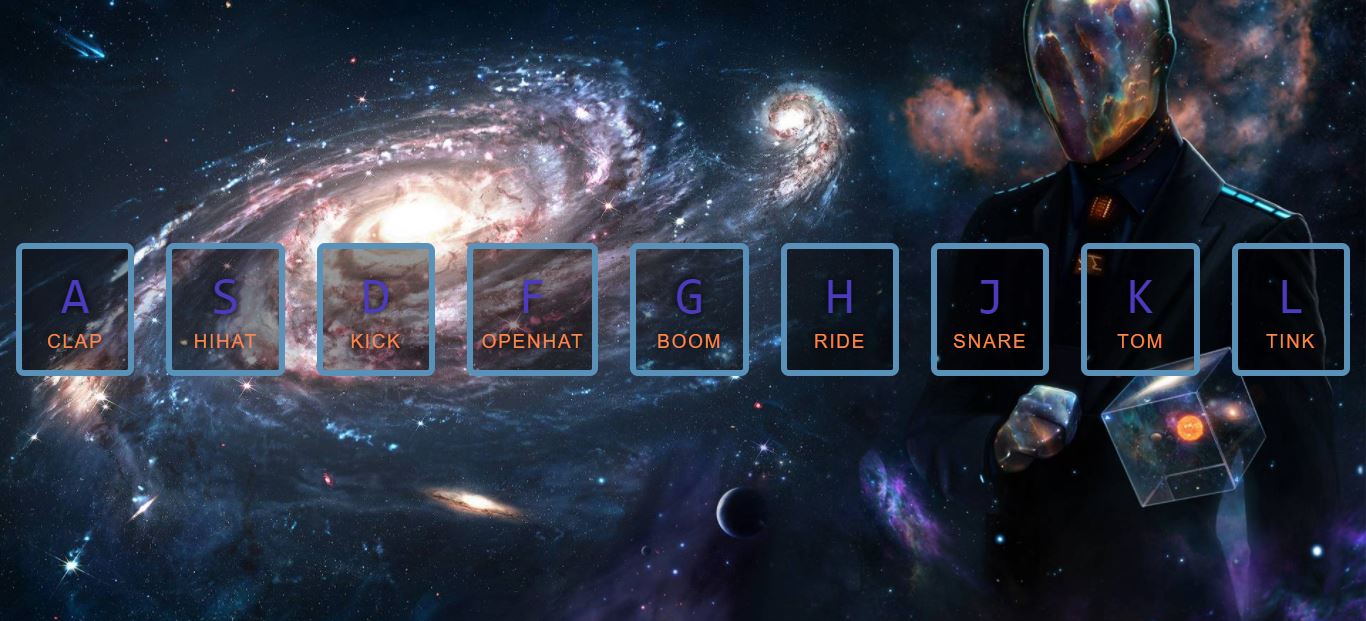 A
CLAP
S
HIHAT
D
KICK
F
OPENHAT
G
BOOM
H
RIDE
J
SNARE
K
TOM
L
TINK